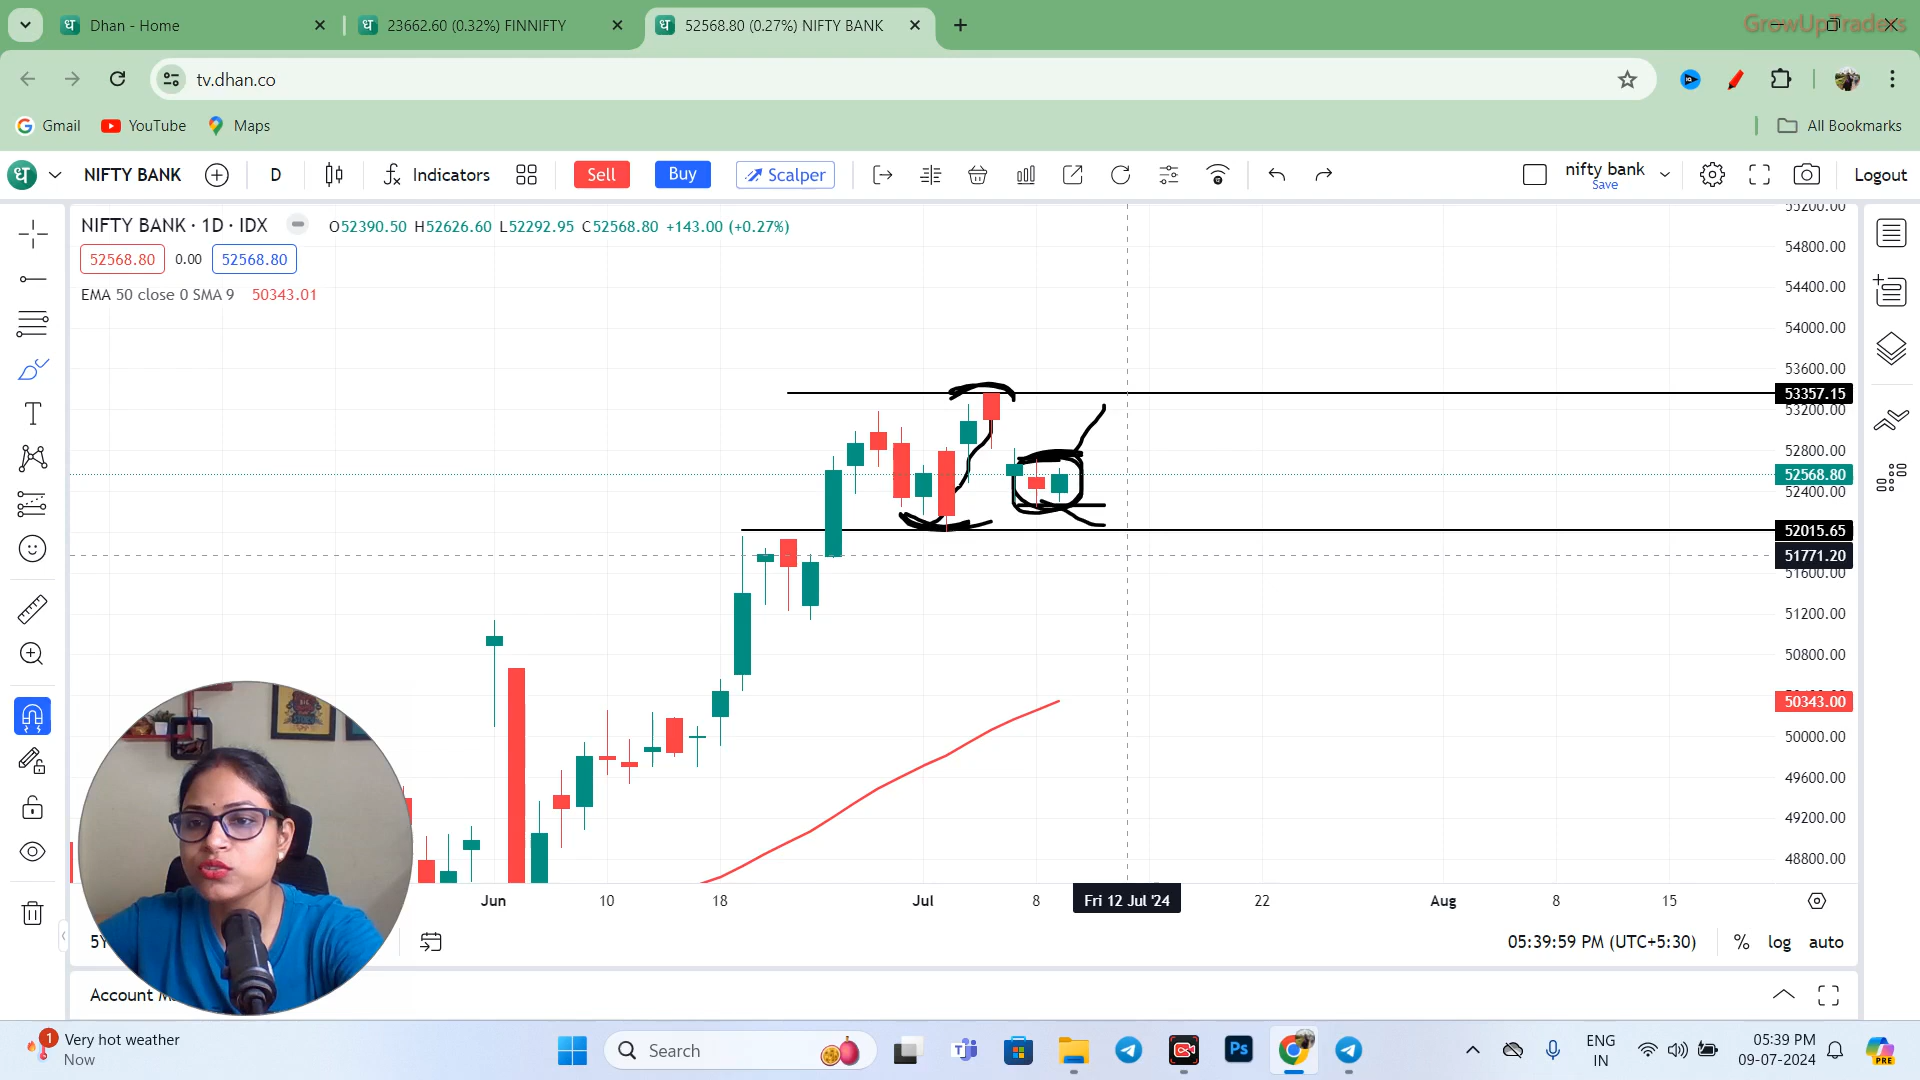 Dhan - Home
23662.60 (0.32%) FINNIFTY
52568.80 (0.27%) NIFTY BANK
GrowUpTraders
tv.dhan.co
Gmail
YouTube
Maps
All Bookmarks
NIFTY BANK
D
Indicators
Sell
Buy
Scalper
nifty bank
Save
Logout
NIFTY BANK · 1D · IDX
O52390.50 H52626.60 L52292.95 C52568.80 +143.00 (+0.27%)
52568.80
0.00
52568.80
EMA 50 close 0 SMA 9 50343.01
55200.00
54800.00
54400.00
54000.00
53600.00
53357.15
53200.00
52800.00
52568.80
52400.00
52015.65
51771.20
51600.00
51200.00
50800.00
50343.00
50000.00
49600.00
49200.00
48800.00
Jun
10
18
Jul
8
Fri 12 Jul '24
22
Aug
8
15
05:39:59 PM (UTC+5:30)
%
log
auto
Account
1
Very hot weather
Now
Search
Ps
ENG
IN
05:39 PM
09-07-2024
PRE